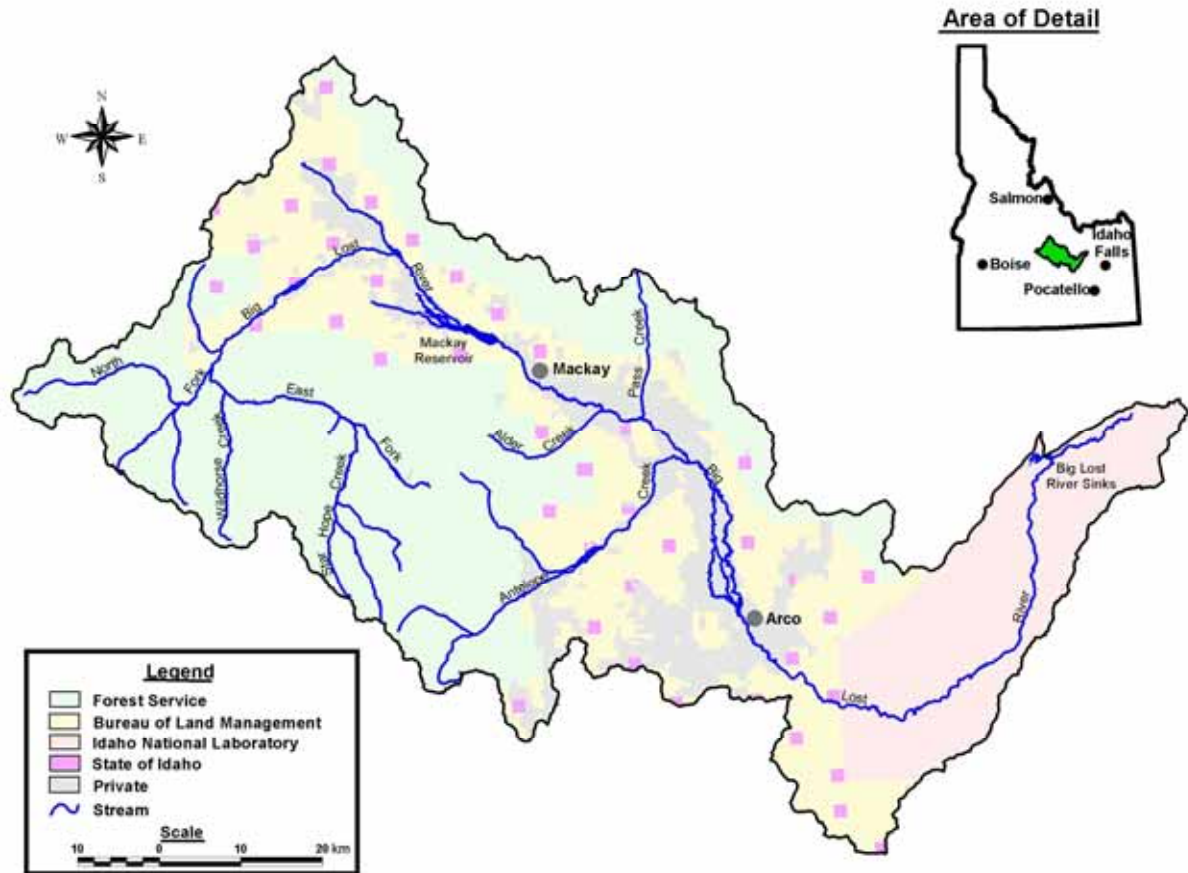 Area of Detail
N
W
E
S
Salmon
Idaho
Falls
Boise
Pocatello
Lost
River
Big
Mackay
Reservoir
Mackay
Pass Creek
North
Fork
East
Fork
Wildhorse Creek
Alder Creek
Star Hope Creek
Creek
Antelope
Big
Big Lost
River Sinks
Arco
River
Lost
Legend
Forest Service
Bureau of Land Management
Idaho National Laboratory
State of Idaho
Private
Stream
Scale
10 0 10 20 km